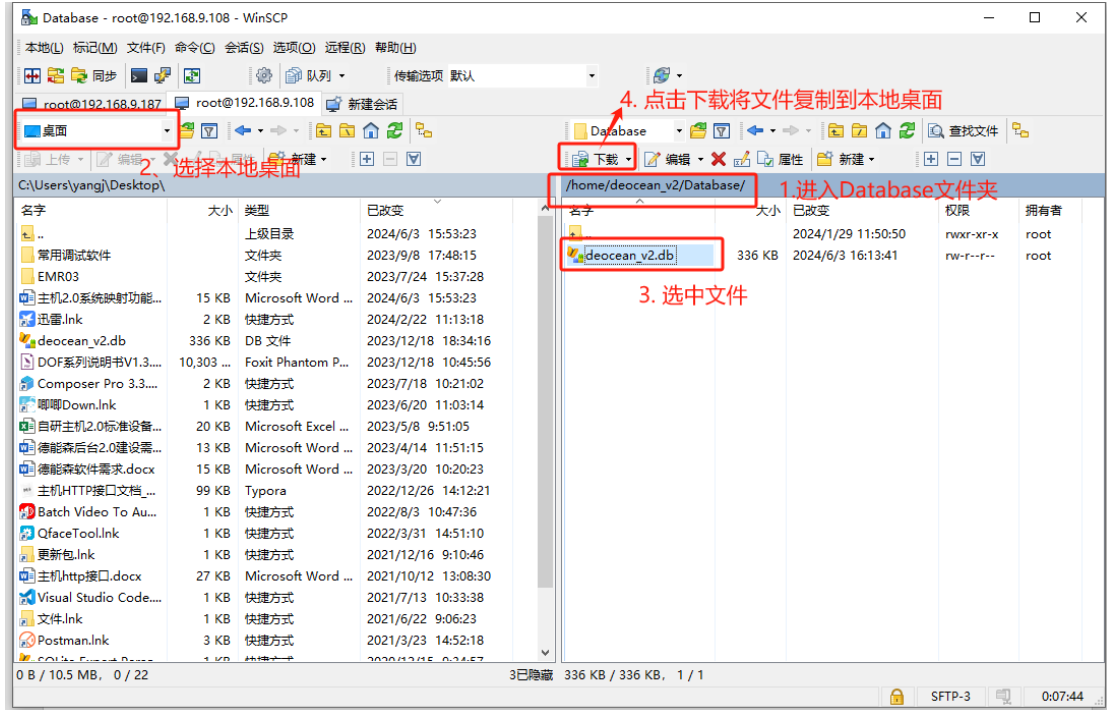 Database - root@192.168.9.108 - WinSCP
本地(L) 标记(M) 文件(F) 命令(C) 会话(S) 选项(O) 远程(R) 帮助(H)
同步 队列 传输选项 默认
root@192.168.9.187 root@192.168.9.108 新建会话
4. 点击下载将文件复制到本地桌面
桌面 Database 查找文件
上传 编辑 属性 新建 下载 编辑 属性 新建
2、选择本地桌面
C:\Users\yangj\Desktop\ /home/deocean_v2/Database/
1.进入Database文件夹
名字 大小 类型 已改变 名字 大小 已改变 权限 拥有者
.. 上级目录 2024/6/3 15:53:23 .. 2024/1/29 11:50:50 rwxr-xr-x root
常用调试软件 文件夹 2023/9/8 17:48:15 deocean_v2.db 336 KB 2024/6/3 16:13:41 rw-r--r-- root
EMR03 文件夹 2023/7/24 15:37:28
3. 选中文件
主机2.0系统映射功能... 15 KB Microsoft Word ... 2024/6/3 15:53:23
迅雷.lnk 2 KB 快捷方式 2024/2/22 11:13:18
deocean_v2.db 336 KB DB 文件 2023/12/18 18:34:16
DOF系列说明书V1.3.... 10,303 ... Foxit Phantom P... 2023/12/18 10:45:56
Composer Pro 3.3.... 2 KB 快捷方式 2023/7/18 10:21:02
唧唧Down.lnk 1 KB 快捷方式 2023/6/20 11:03:14
自研主机2.0标准设备... 20 KB Microsoft Excel ... 2023/5/8 9:51:05
德能森后台2.0建设需... 13 KB Microsoft Word ... 2023/4/14 11:51:15
德能森软件需求.docx 15 KB Microsoft Word ... 2023/3/20 10:20:23
主机HTTP接口文档_... 99 KB Typora 2022/12/26 14:12:21
Batch Video To Au... 1 KB 快捷方式 2022/8/3 10:47:36
QfaceTool.lnk 1 KB 快捷方式 2022/3/31 14:51:10
更新包.lnk 1 KB 快捷方式 2021/12/16 9:10:46
主机http接口.docx 27 KB Microsoft Word ... 2021/10/12 13:08:30
Visual Studio Code.... 1 KB 快捷方式 2021/7/13 10:33:38
文件.lnk 1 KB 快捷方式 2021/6/22 9:06:23
Postman.lnk 3 KB 快捷方式 2021/3/23 14:52:18
0 B / 10.5 MB, 0 / 22 3已隐藏 336 KB / 336 KB, 1 / 1
SFTP-3 0:07:44